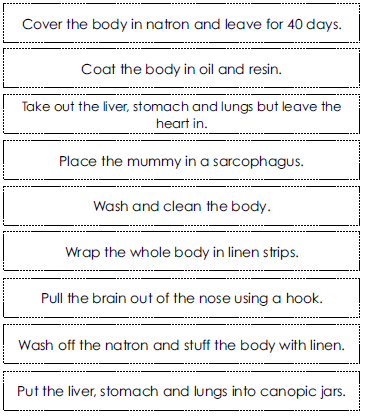 Cover the body in natron and leave for 40 days.
Coat the body in oil and resin.
Take out the liver, stomach and lungs but leave the
heart in.
Place the mummy in a sarcophagus.
Wash and clean the body.
Wrap the whole body in linen strips.
Pull the brain out of the nose using a hook.
Wash off the natron and stuff the body with linen.
Put the liver, stomach and lungs into canopic jars.